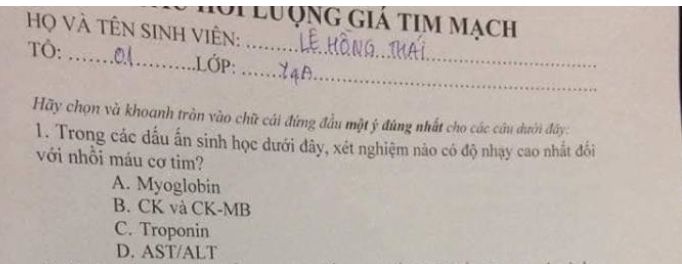 HỎI LƯỢNG GIÁ TIM MẠCH
HỌ VÀ TÊN SINH VIÊN: ..........LÊ HỒNG THÁI..............................
TỔ: .......01............LỚP: .......Y4A..............................................
Hãy chọn và khoanh tròn vào chữ cái đứng đầu một ý đúng nhất cho các câu dưới đây:
1. Trong các dấu ấn sinh học dưới đây, xét nghiệm nào có độ nhạy cao nhất đối
với nhồi máu cơ tim?
A. Myoglobin
B. CK và CK-MB
C. Troponin
D. AST/ALT